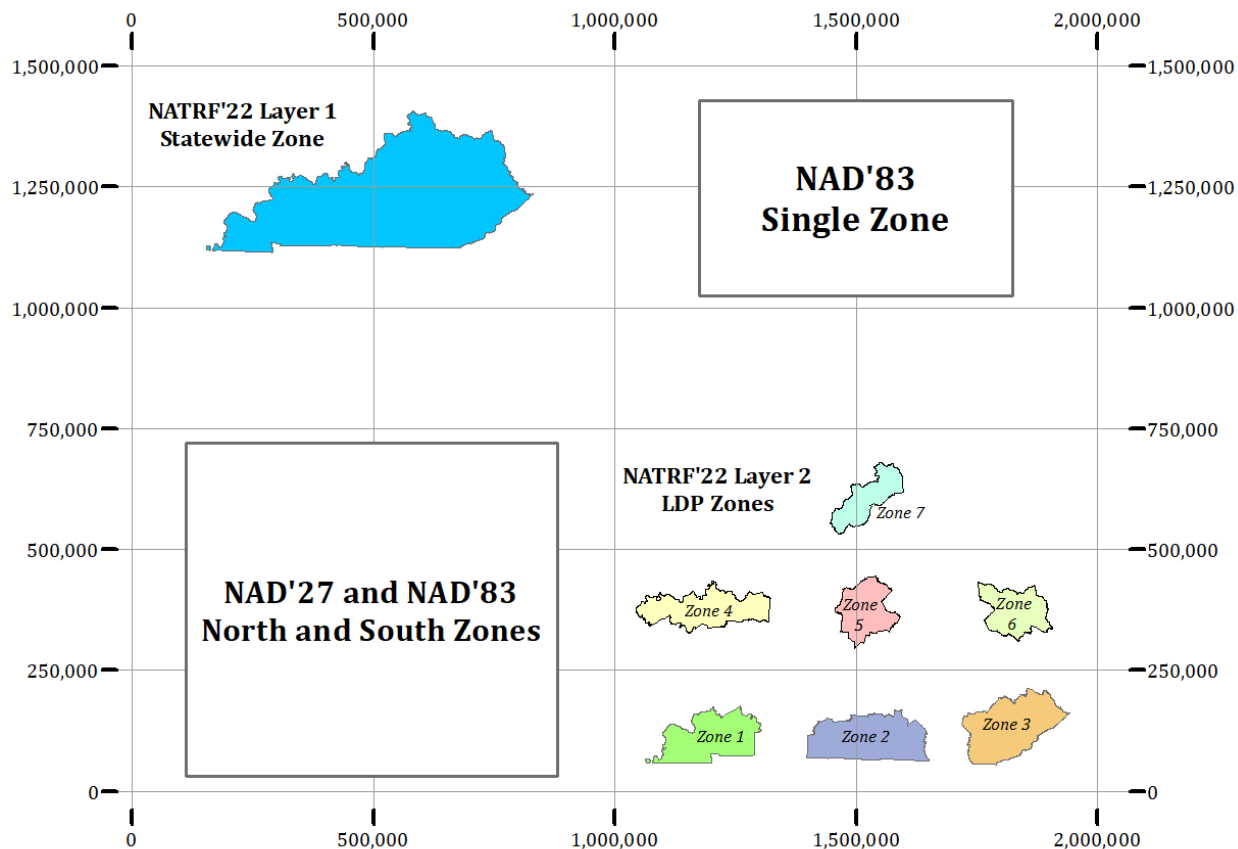 0 500,000 1,000,000 1,500,000 2,000,000
1,500,000 1,500,000
NATRF'22 Layer 1
Statewide Zone
NAD'83
Single Zone
1,250,000 1,250,000
1,000,000 1,000,000
750,000 750,000
NATRF'22 Layer 2
LDP Zones
Zone 7
500,000 500,000
NAD'27 and NAD'83
North and South Zones
Zone 4
Zone
5
Zone
6
250,000 250,000
Zone 1
Zone 2
Zone 3
0 0
0 500,000 1,000,000 1,500,000 2,000,000